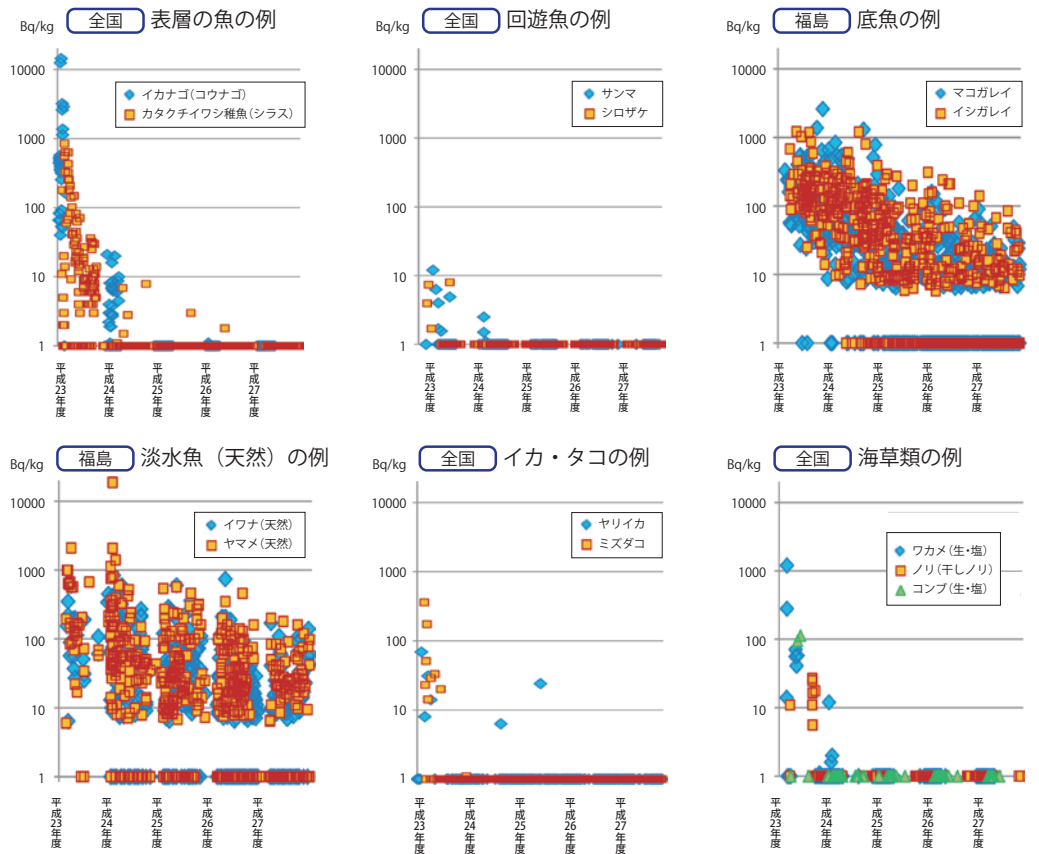 Bq/kg 全国 表層の魚の例
10000
1000
100
10
1
イカナゴ(コウナゴ)
カタクチイワシ稚魚(シラス)
平成23年度
平成24年度
平成25年度
平成26年度
平成27年度
Bq/kg 全国 回遊魚の例
10000
1000
100
10
1
サンマ
シロザケ
平成23年度
平成24年度
平成25年度
平成26年度
平成27年度
Bq/kg 福島 底魚の例
10000
1000
100
10
1
マコガレイ
イシガレイ
平成23年度
平成24年度
平成25年度
平成26年度
平成27年度
Bq/kg 福島 淡水魚（天然）の例
10000
1000
100
10
1
イワナ(天然)
ヤマメ(天然)
平成23年度
平成24年度
平成25年度
平成26年度
平成27年度
Bq/kg 全国 イカ・タコの例
10000
1000
100
10
1
ヤリイカ
ミズダコ
平成23年度
平成24年度
平成25年度
平成26年度
平成27年度
Bq/kg 全国 海草類の例
10000
1000
100
10
1
ワカメ(生・塩)
ノリ(干しノリ)
コンブ(生・塩)
平成23年度
平成24年度
平成25年度
平成26年度
平成27年度